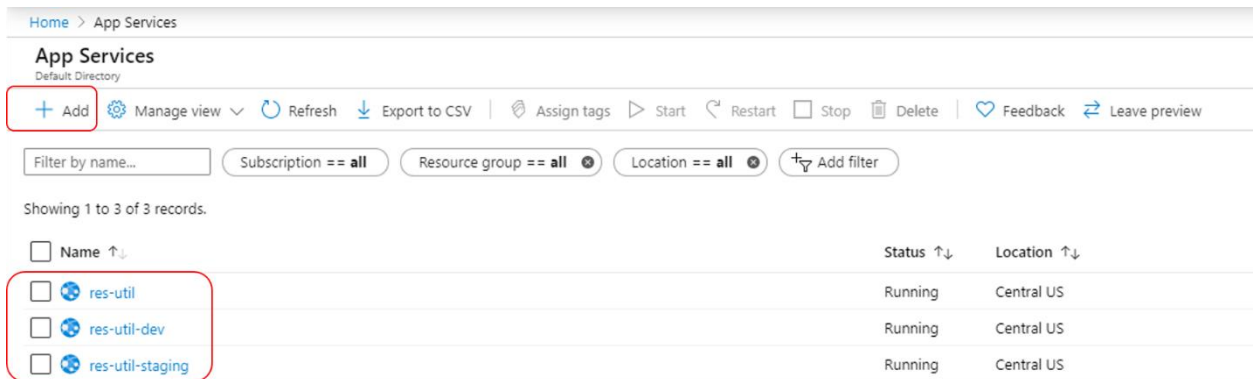 Home > App Services
App Services
Default Directory
+ Add Manage view Refresh Export to CSV Assign tags Start Restart Stop Delete Feedback Leave preview
Filter by name... Subscription == all Resource group == all Location == all Add filter
Showing 1 to 3 of 3 records.
Name ↑↓ Status ↑↓ Location ↑↓
res-util Running Central US
res-util-dev Running Central US
res-util-staging Running Central US